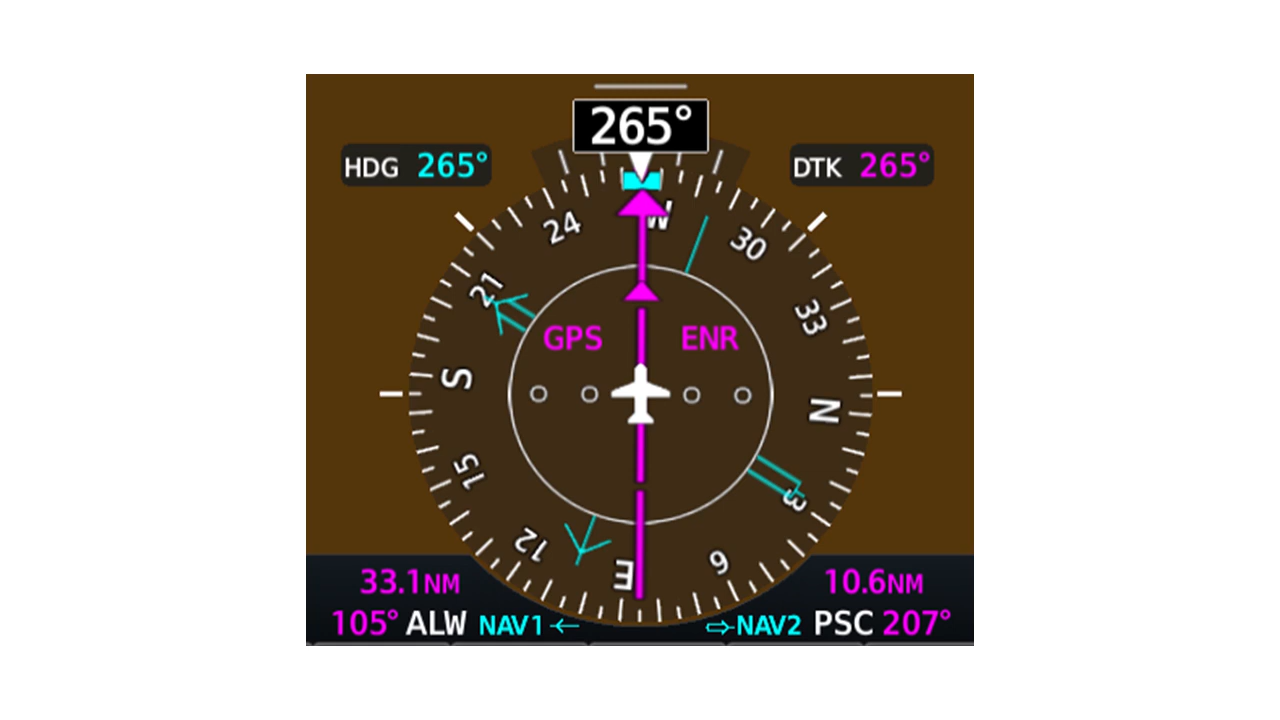 265°
HDG 265°
DTK 265°
W
24
30
21
33
GPS ENR
S
N
15
3
12
6
E
33.1NM
10.6NM
105° ALW NAV1
NAV2 PSC 207°